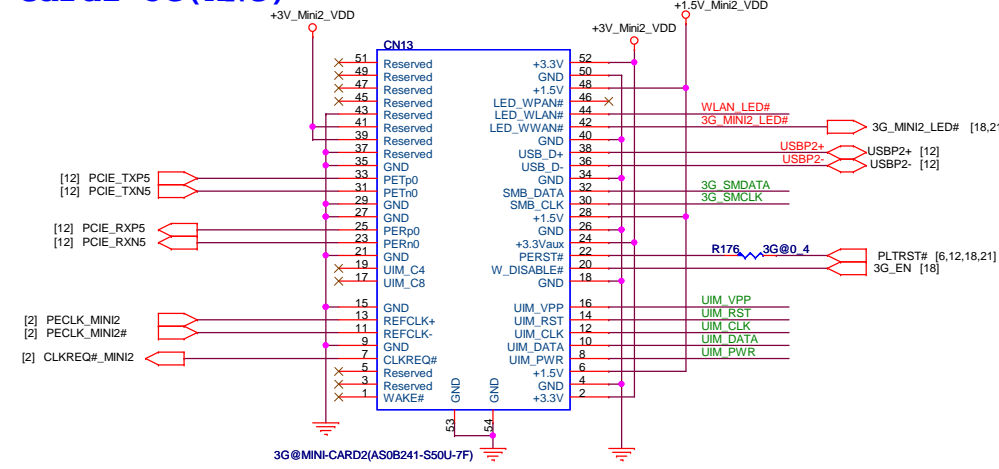 +3V_Mini2_VDD
+3V_Mini2_VDD
+1.5V_Mini2_VDD
CN13
51 Reserved +3.3V 52
49 Reserved GND 50
47 Reserved +1.5V 48
45 Reserved LED_WPAN# 46
43 Reserved LED_WLAN# 44 WLAN_LED#
41 Reserved LED_WWAN# 42 3G_MINI2_LED# 3G_MINI2_LED# [18,21
39 Reserved GND 40
37 Reserved USB_D+ 38 USBP2+ USBP2+ [12]
35 GND USB_D- 36 USBP2- USBP2- [12]
[12] PCIE_TXP5 33 PETp0 GND 34
[12] PCIE_TXN5 31 PETn0 SMB_DATA 32 3G_SMDATA
29 GND SMB_CLK 30 3G_SMCLK
27 GND +1.5V 28
[12] PCIE_RXP5 25 PERp0 GND 26
[12] PCIE_RXN5 23 PERn0 +3.3Vaux 24
21 GND PERST# 22 R176 3G@0_4 PLTRST# [6,12,18,21]
19 UIM_C4 W_DISABLE# 20 3G_EN [18]
17 UIM_C8 GND 18
15 GND UIM_VPP 16 UIM_VPP
[2] PECLK_MINI2 13 REFCLK+ UIM_RST 14 UIM_RST
[2] PECLK_MINI2# 11 REFCLK- UIM_CLK 12 UIM_CLK
9 GND UIM_DATA 10 UIM_DATA
[2] CLKREQ#_MINI2 7 CLKREQ# UIM_PWR 8 UIM_PWR
5 Reserved +1.5V 6
3 Reserved GND 4
1 WAKE# +3.3V 2
GND GND
53 54
3G@MINI-CARD2(AS0B241-S50U-7F)